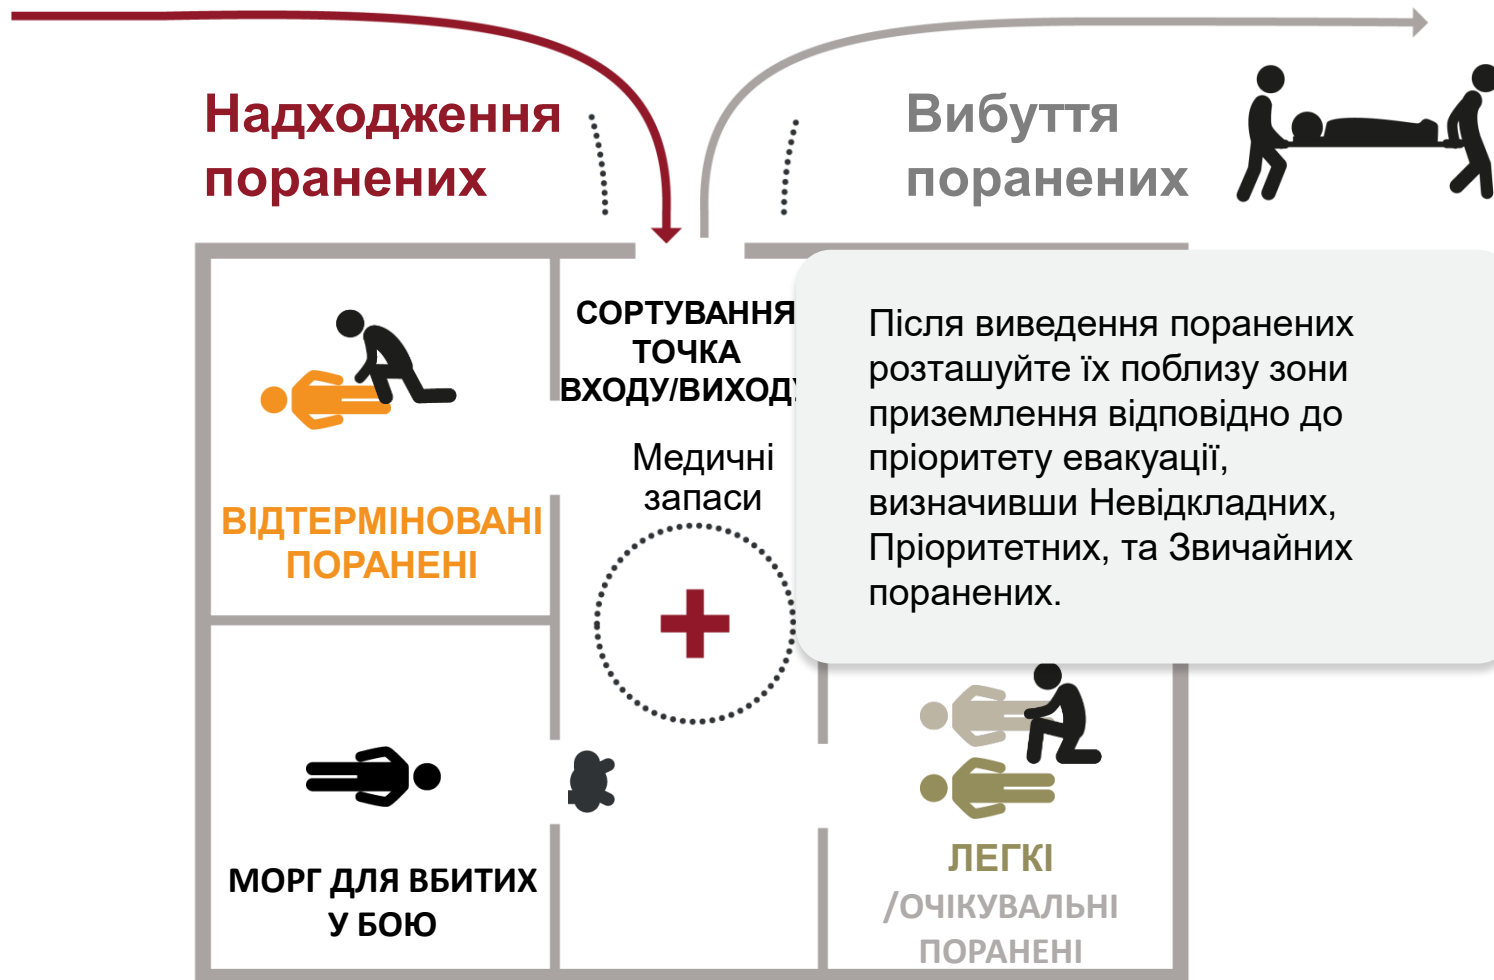 Надходження
поранених
Вибуття
поранених
СОРТУВАННЯ
ТОЧКА
ВХОДУ/ВИХОДУ
Медичні
запаси
Після виведення поранених
розташуйте їх поблизу зони
приземлення відповідно до
пріоритету евакуації,
визначивши Невідкладних,
Пріоритетних, та Звичайних
поранених.
ВІДТЕРМІНОВАНІ
ПОРАНЕНІ
МОРГ ДЛЯ ВБИТИХ
У БОЮ
ЛЕГКІ
/ОЧІКУВАЛЬНІ
ПОРАНЕНІ